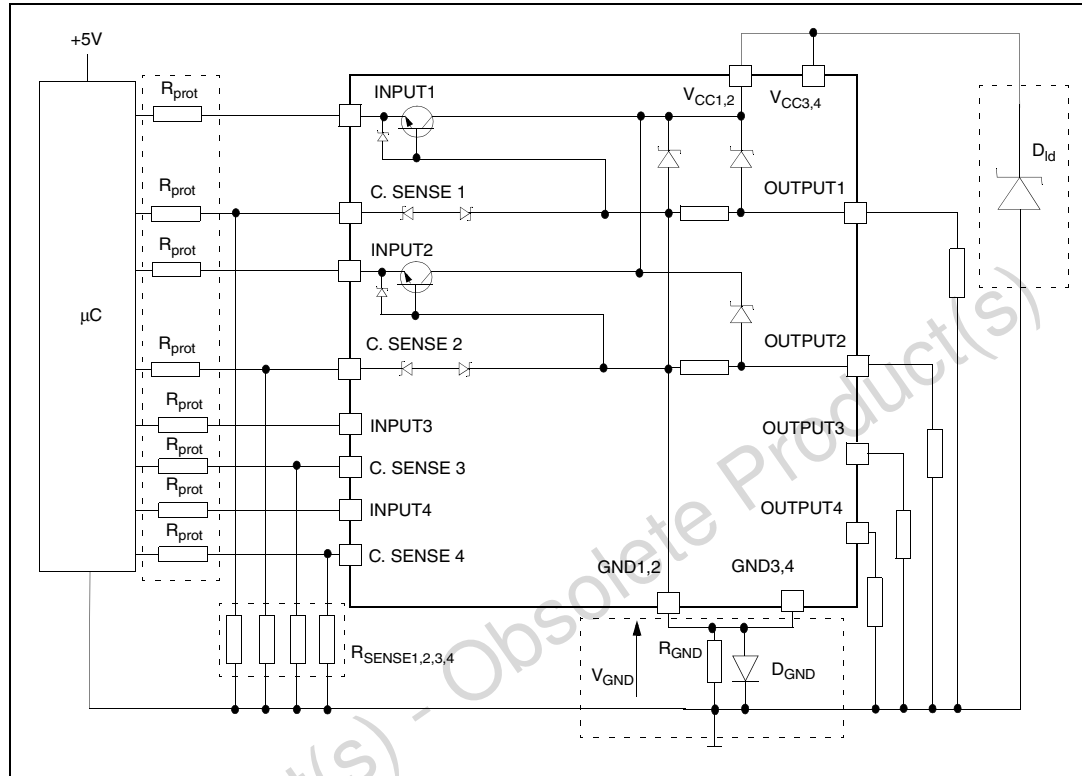 +5V
Rprot
INPUT1
VCC1,2
VCC3,4
Dld
Rprot
C. SENSE 1
OUTPUT1
Rprot
INPUT2
μC
Rprot
C. SENSE 2
OUTPUT2
Rprot
INPUT3
OUTPUT3
Rprot
C. SENSE 3
Rprot
INPUT4
OUTPUT4
Rprot
C. SENSE 4
GND1,2
GND3,4
RSENSE1,2,3,4
VGND
RGND
DGND
t(s) - Obsolete Product(s)